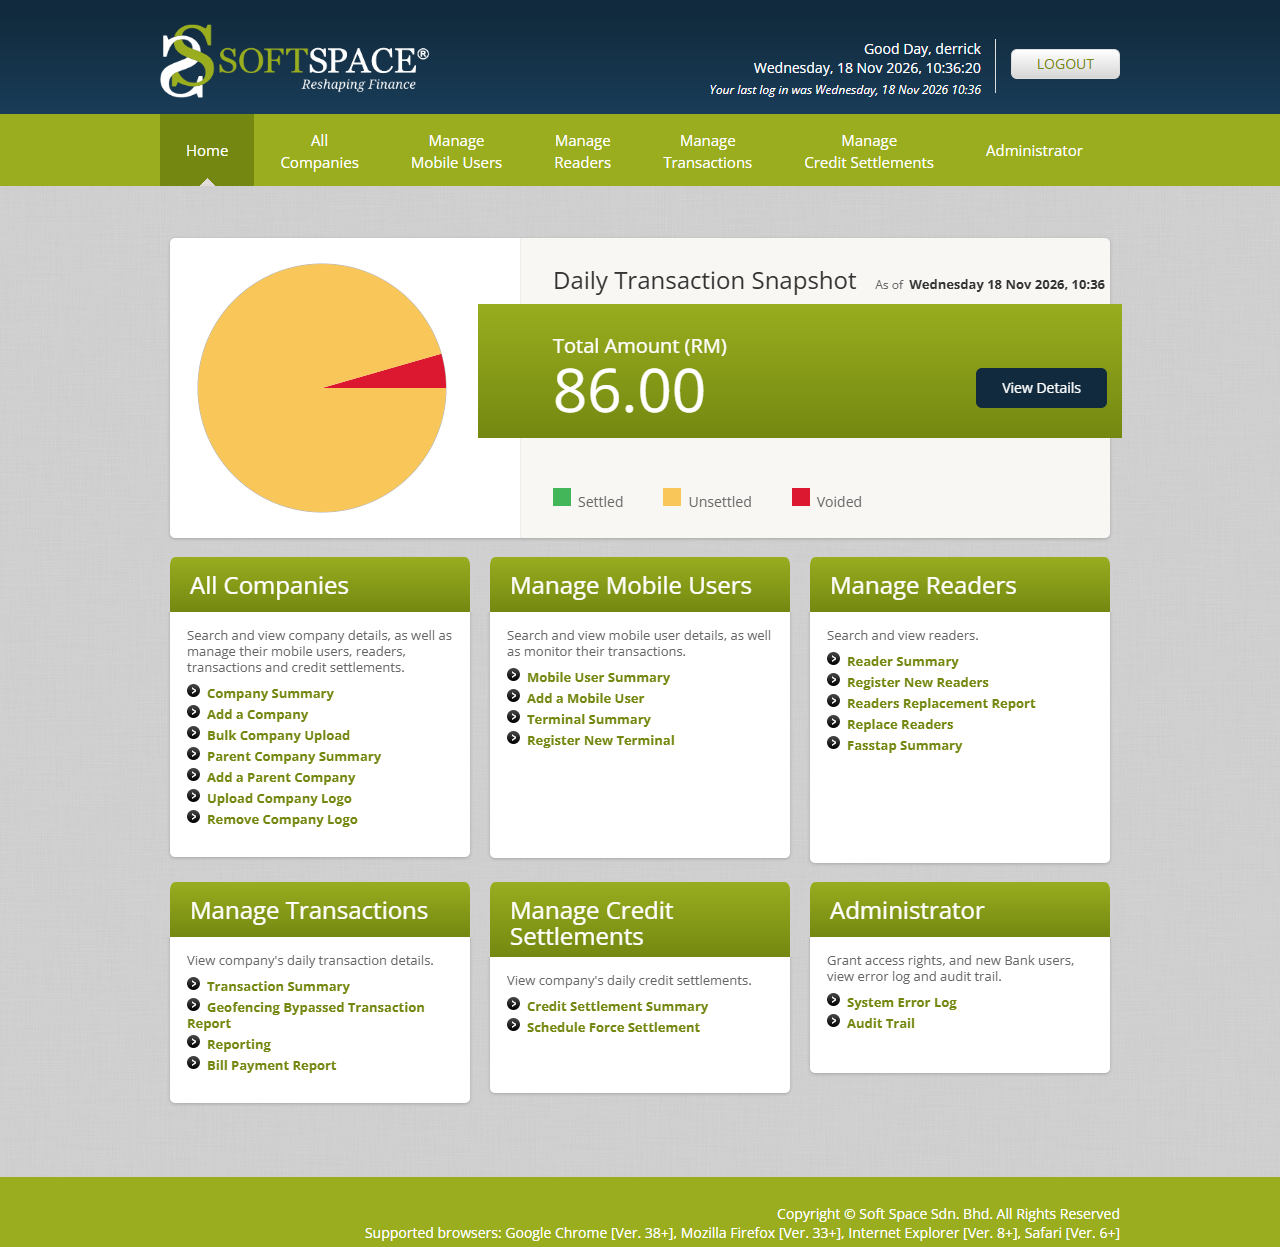 SOFTSPACE®
Reshaping Finance
Good Day, derrick
Wednesday, 18 Nov 2026, 10:36:20
Your last log in was Wednesday, 18 Nov 2026 10:36
LOGOUT
Home
All
Companies
Manage
Mobile Users
Manage
Readers
Manage
Transactions
Manage
Credit Settlements
Administrator
Daily Transaction Snapshot As of Wednesday 18 Nov 2026, 10:36
Total Amount (RM)
86.00
View Details
Settled Unsettled Voided
All Companies
Search and view company details, as well as
manage their mobile users, readers,
transactions and credit settlements.
Company Summary
Add a Company
Bulk Company Upload
Parent Company Summary
Add a Parent Company
Upload Company Logo
Remove Company Logo
Manage Mobile Users
Search and view mobile user details, as well
as monitor their transactions.
Mobile User Summary
Add a Mobile User
Terminal Summary
Register New Terminal
Manage Readers
Search and view readers.
Reader Summary
Register New Readers
Readers Replacement Report
Replace Readers
Fasstap Summary
Manage Transactions
View company's daily transaction details.
Transaction Summary
Geofencing Bypassed Transaction
Report
Reporting
Bill Payment Report
Manage Credit
Settlements
View company's daily credit settlements.
Credit Settlement Summary
Schedule Force Settlement
Administrator
Grant access rights, and new Bank users,
view error log and audit trail.
System Error Log
Audit Trail
Copyright © Soft Space Sdn. Bhd. All Rights Reserved
Supported browsers: Google Chrome [Ver. 38+], Mozilla Firefox [Ver. 33+], Internet Explorer [Ver. 8+], Safari [Ver. 6+]